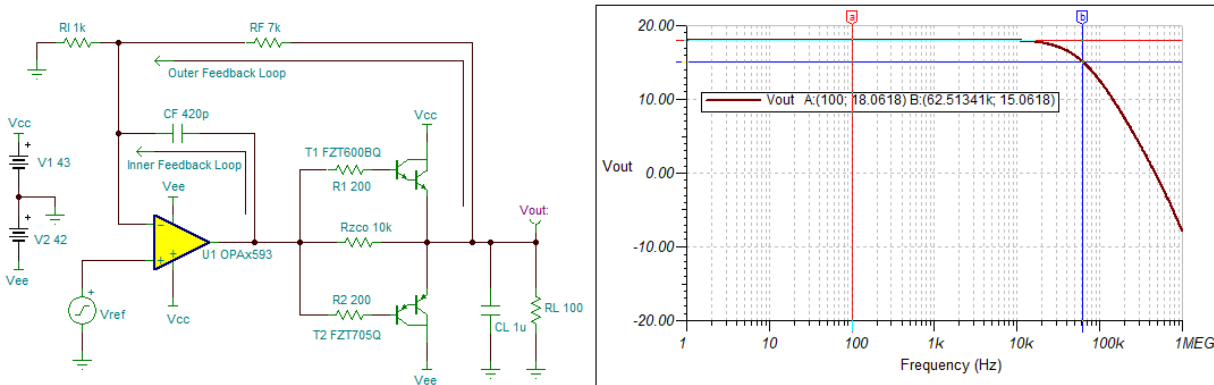 RI 1k
RF 7k
Outer Feedback Loop
CF 420p
Vcc
Vcc
V1 43
Inner Feedback Loop
T1 FZT600BQ
R1 200
Vee
Vout:
Rzco 10k
U1 OPAx593
V2 42
Vee
R2 200
T2 FZT705Q
CL 1u
RL 100
Vref
Vcc
Vee
a
b
20.00
10.00
Vout A:(100; 18.0618) B:(62.51341k; 15.0618)
Vout
0.00
-10.00
-20.00
1
10
100
1k
10k
100k
1MEG
Frequency (Hz)